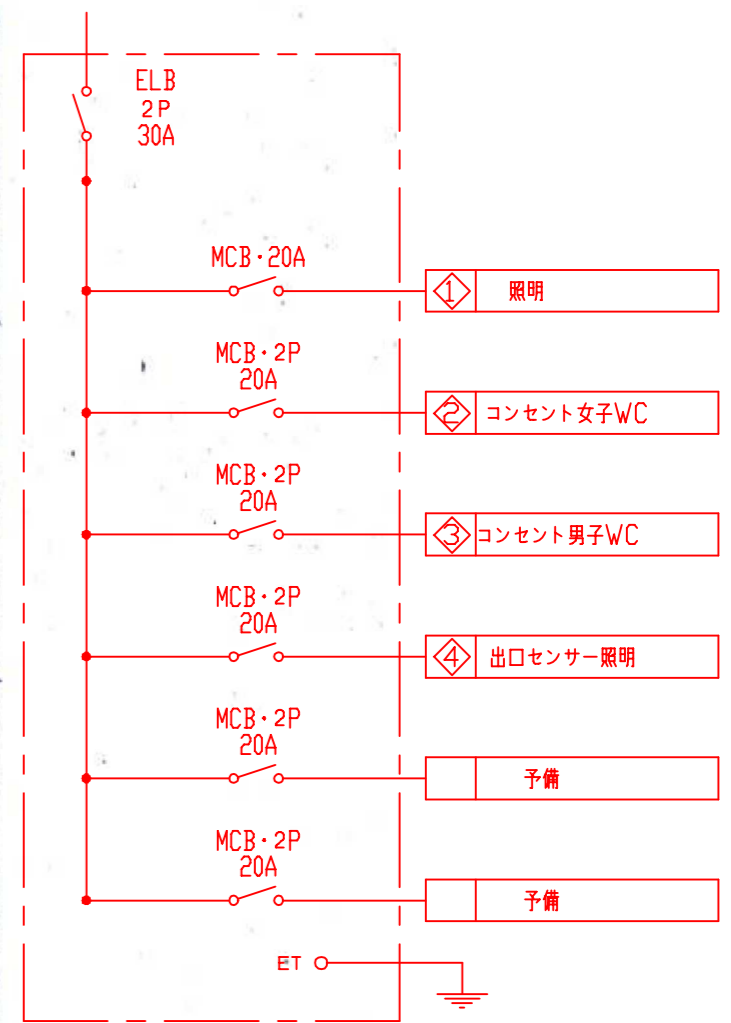 ELB
2P
30A
MCB・20A
1 照明
MCB・2P
20A
2 コンセント女子WC
MCB・2P
20A
3 コンセント男子WC
MCB・2P
20A
4 出口センサー照明
MCB・2P
20A
予備
MCB・2P
20A
予備
ET